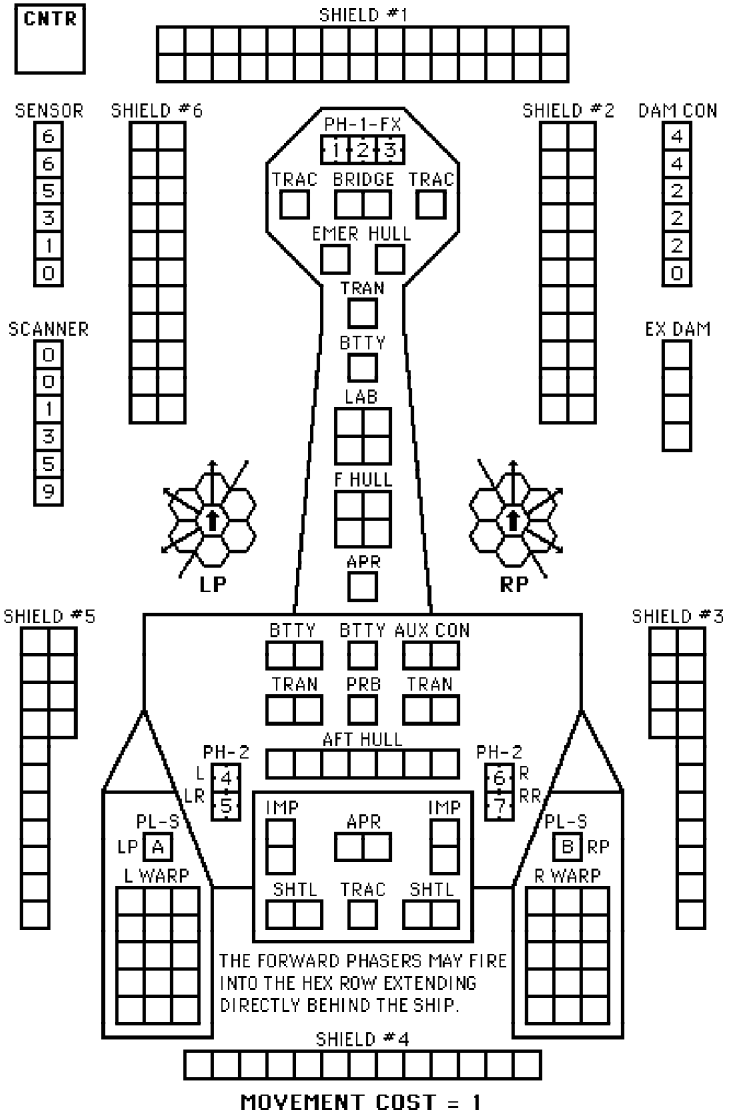 CNTR
SHIELD #1
SENSOR
6
6
5
3
1
0
SHIELD #6
PH-1-FX
1 2 3
TRAC BRIDGE TRAC
EMER HULL
TRAN
BTTY
LAB
F HULL
APR
SHIELD #2
DAM CON
4
4
2
2
2
0
SCANNER
0
0
1
3
5
9
EX DAM
LP
RP
SHIELD #5
SHIELD #3
BTTY BTTY AUX CON
TRAN PRB TRAN
AFT HULL
PH-2
L 4
LR 5
PH-2
6 R
7 RR
IMP APR IMP
PL-S
LP A
L WARP
PL-S
B RP
R WARP
SHTL TRAC SHTL
THE FORWARD PHASERS MAY FIRE
INTO THE HEX ROW EXTENDING
DIRECTLY BEHIND THE SHIP.
SHIELD #4
MOVEMENT COST = 1